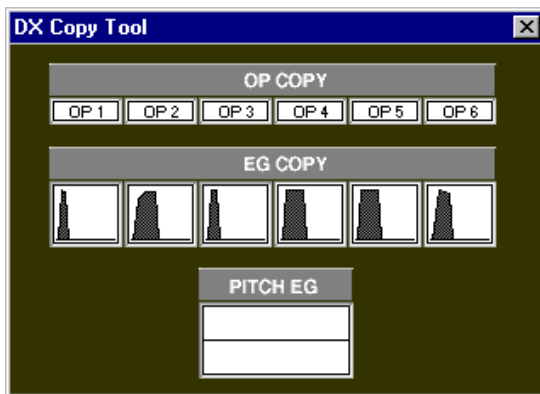 DX Copy Tool
OP COPY
OP 1 OP 2 OP 3 OP 4 OP 5 OP 6
EG COPY
PITCH EG